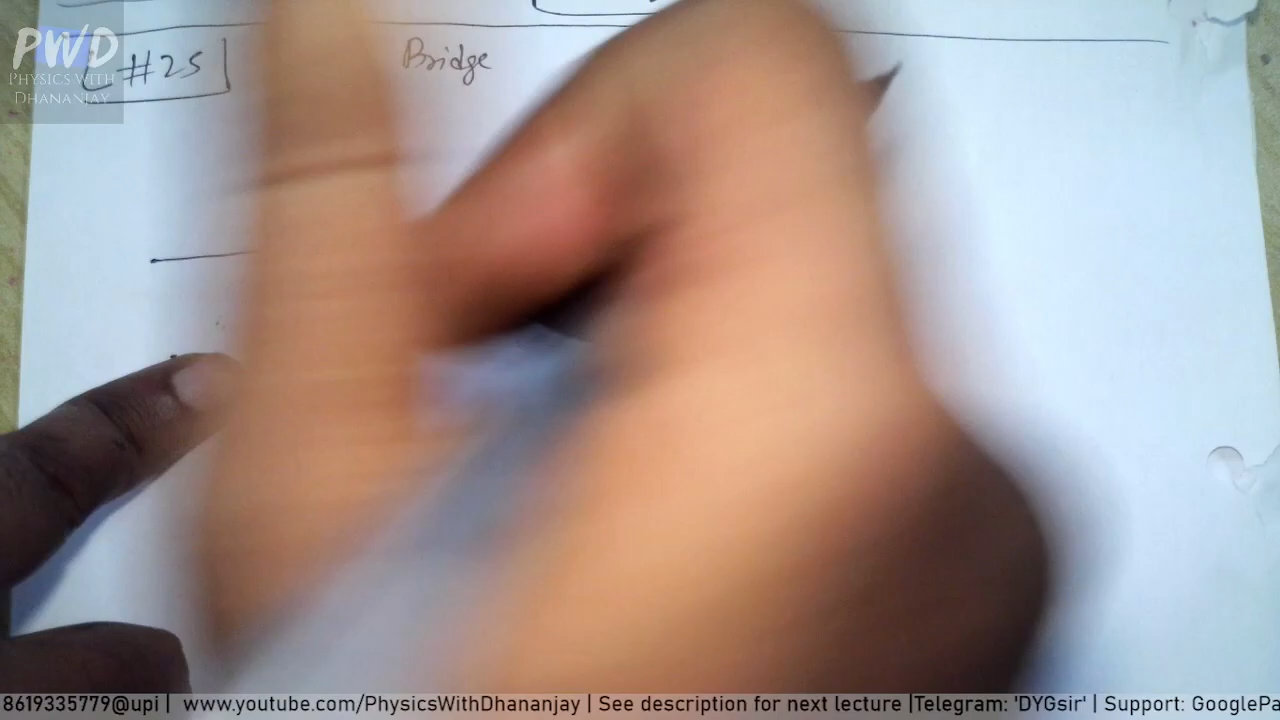 PWD
PHYSICS WITH
DHANANJAY
#25
Bridge
8619335779@upi | www.youtube.com/PhysicsWithDhananjay | See description for next lecture |Telegram: 'DYGsir' | Support: GooglePa